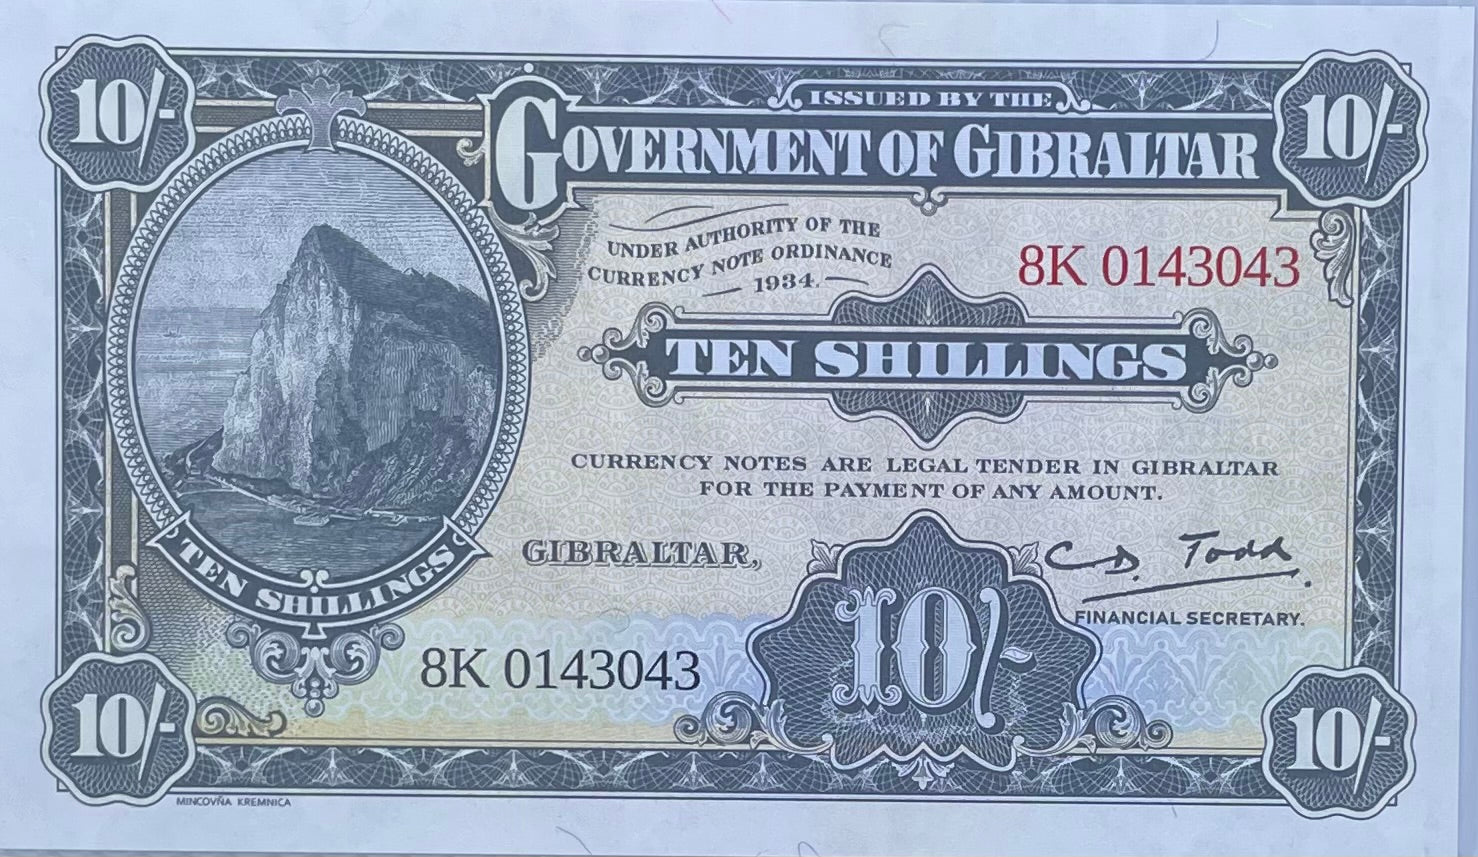 10/-
10/-
ISSUED BY THE
GOVERNMENT OF GIBRALTAR
UNDER AUTHORITY OF THE
CURRENCY NOTE ORDINANCE
1934.
8K 0143043
TEN SHILLINGS
CURRENCY NOTES ARE LEGAL TENDER IN GIBRALTAR
FOR THE PAYMENT OF ANY AMOUNT.
GIBRALTAR,
C D. Todd
FINANCIAL SECRETARY.
TEN SHILLINGS
8K 0143043
10/-
10/-
10/-
MINCOVŇA KREMNICA